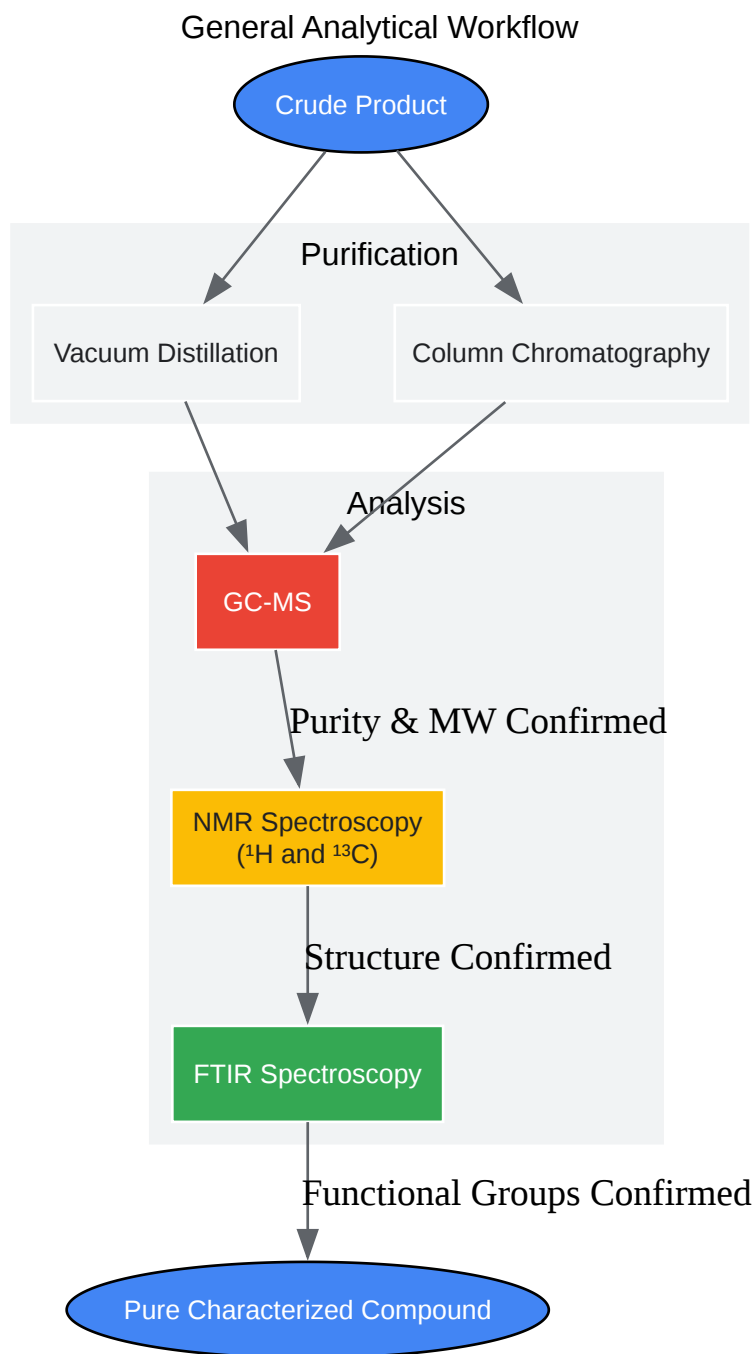 General Analytical Workflow
Crude Product
Purification
Vacuum Distillation
Column Chromatography
Analysis
GC-MS
Purity & MW Confirmed
NMR Spectroscopy
(¹H and ¹³C)
Structure Confirmed
FTIR Spectroscopy
Functional Groups Confirmed
Pure Characterized Compound